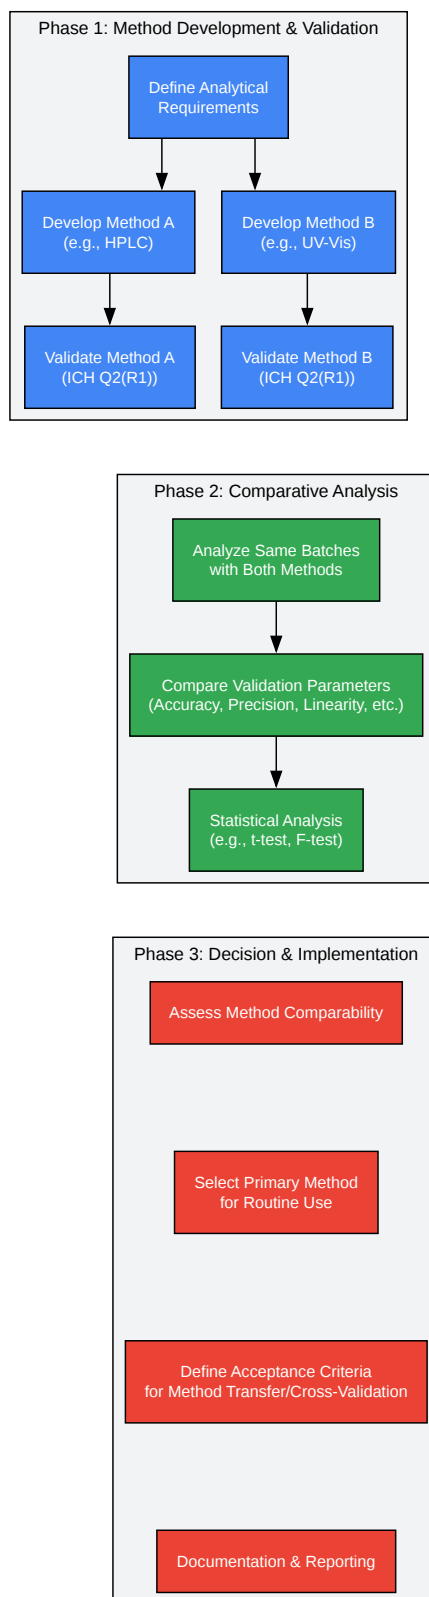 Phase 1: Method Development & Validation
Define Analytical
Requirements
Develop Method A
(e.g., HPLC)
Develop Method B
(e.g., UV-Vis)
Validate Method A
(ICH Q2(R1))
Validate Method B
(ICH Q2(R1))
Phase 2: Comparative Analysis
Analyze Same Batches
with Both Methods
Compare Validation Parameters
(Accuracy, Precision, Linearity, etc.)
Statistical Analysis
(e.g., t-test, F-test)
Phase 3: Decision & Implementation
Assess Method Comparability
Select Primary Method
for Routine Use
Define Acceptance Criteria
for Method Transfer/Cross-Validation
Documentation & Reporting